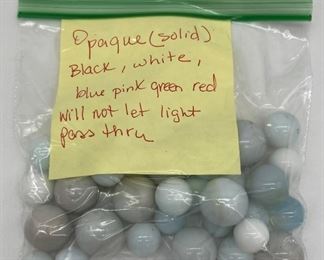 Opaque (solid)
Black, white,
blue pink green red
will not let light
pass thru